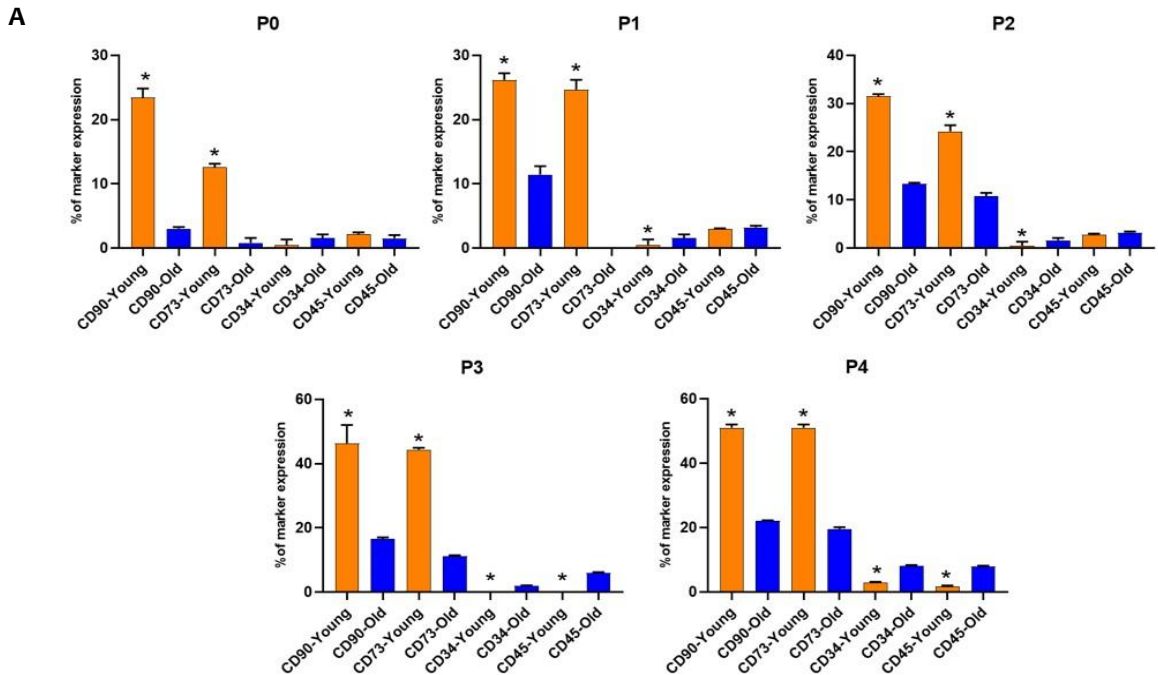 A
P0
% of marker expression
30
20
10
0
*
*
CD90-Young
CD90-Old
CD73-Young
CD73-Old
CD34-Young
CD34-Old
CD45-Young
CD45-Old
P1
% of marker expression
30
20
10
0
*
*
*
CD90-Young
CD90-Old
CD73-Young
CD73-Old
CD34-Young
CD34-Old
CD45-Young
CD45-Old
P2
% of marker expression
40
30
20
10
0
*
*
*
CD90-Young
CD90-Old
CD73-Young
CD73-Old
CD34-Young
CD34-Old
CD45-Young
CD45-Old
P3
% of marker expression
60
40
20
0
*
*
*
*
CD90-Young
CD90-Old
CD73-Young
CD73-Old
CD34-Young
CD34-Old
CD45-Young
CD45-Old
P4
% of marker expression
60
40
20
0
*
*
*
*
CD90-Young
CD90-Old
CD73-Young
CD73-Old
CD34-Young
CD34-Old
CD45-Young
CD45-Old